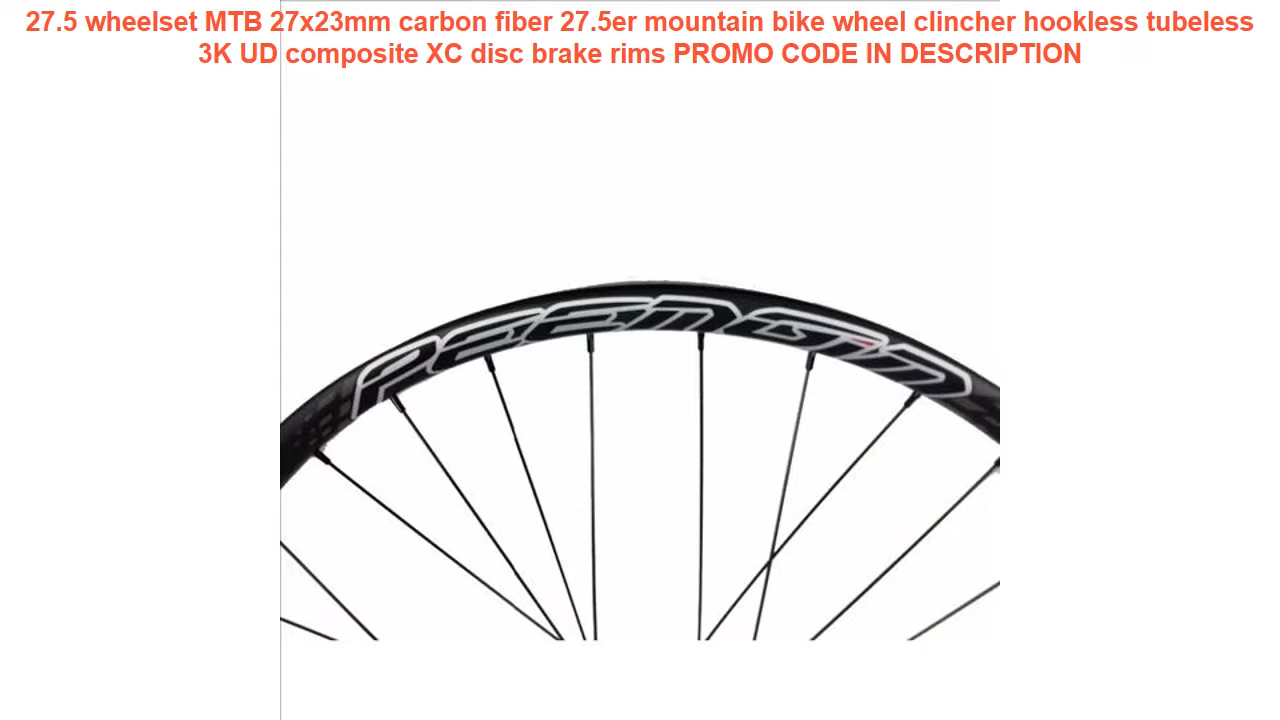 27.5 wheelset MTB 27x23mm carbon fiber 27.5er mountain bike wheel clincher hookless tubeless
3K UD composite XC disc brake rims PROMO CODE IN DESCRIPTION